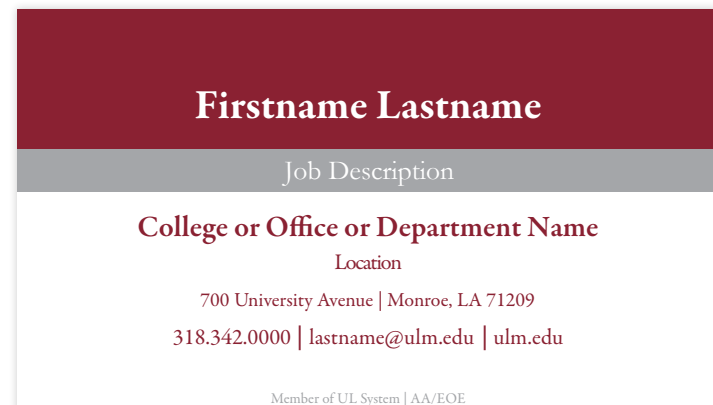 Firstname Lastname
Job Description
College or Office or Department Name
Location
700 University Avenue | Monroe, LA 71209
318.342.0000 | lastname@ulm.edu | ulm.edu
Member of UL System | AA/EOE